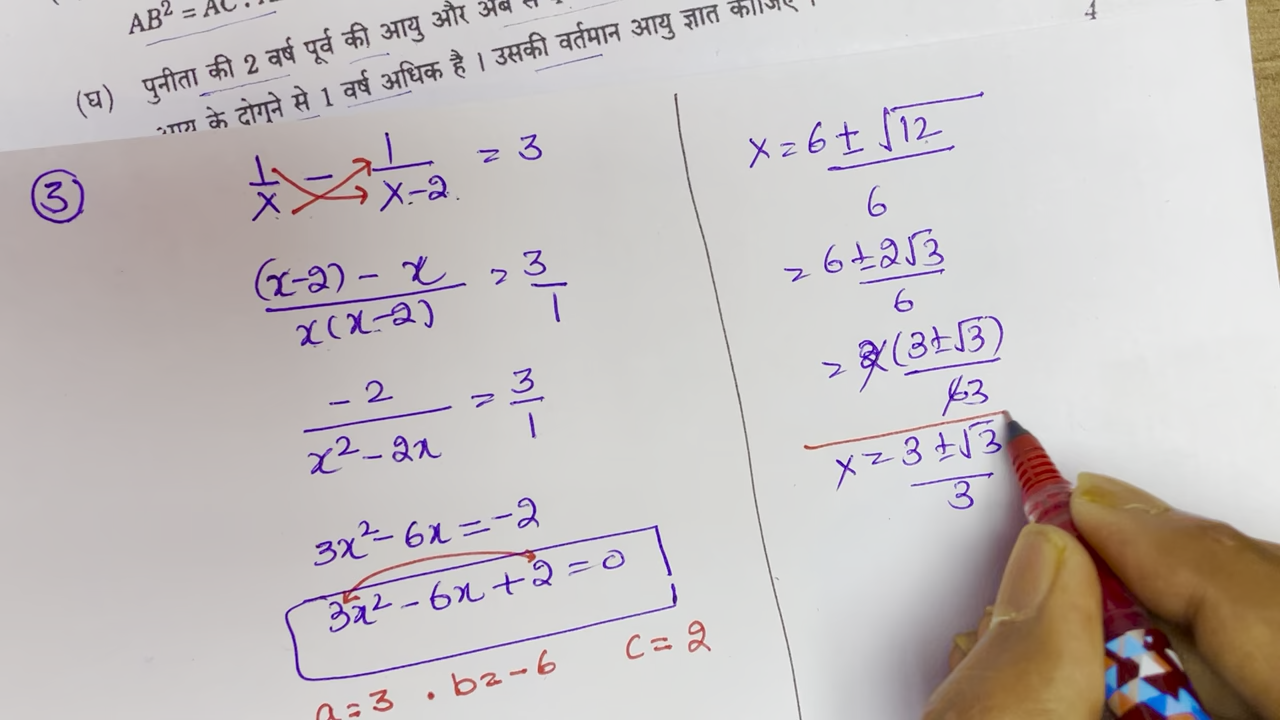 AB² = AC .
4
(घ) पुनीता की 2 वर्ष पूर्व की आयु और अब से
आयु के दोगुने से 1 वर्ष अधिक है । उसकी वर्तमान आयु ज्ञात कीजिए ।
③ 1/x − 1/(x-2) = 3
((x-2) - x)/(x(x-2)) = 3/1
-2/(x² - 2x) = 3/1
3x² - 6x = -2
3x² - 6x + 2 = 0
a = 3 . b = -6 c = 2
x = (6 ± √12)/6
= (6 ± 2√3)/6
= 2(3 ± √3)/63
x = (3 ± √3)/3